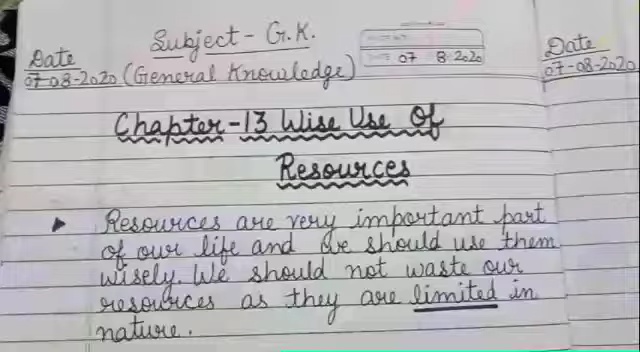 Subject - G.K.
Date
07-08-2020 (General Knowledge)
07 8 2020
Date
07-08-2020
Chapter-13 Wise Use Of
Resources
Resources are very important part
of our life and we should use them
wisely. We should not waste our
resources as they are limited in
nature.